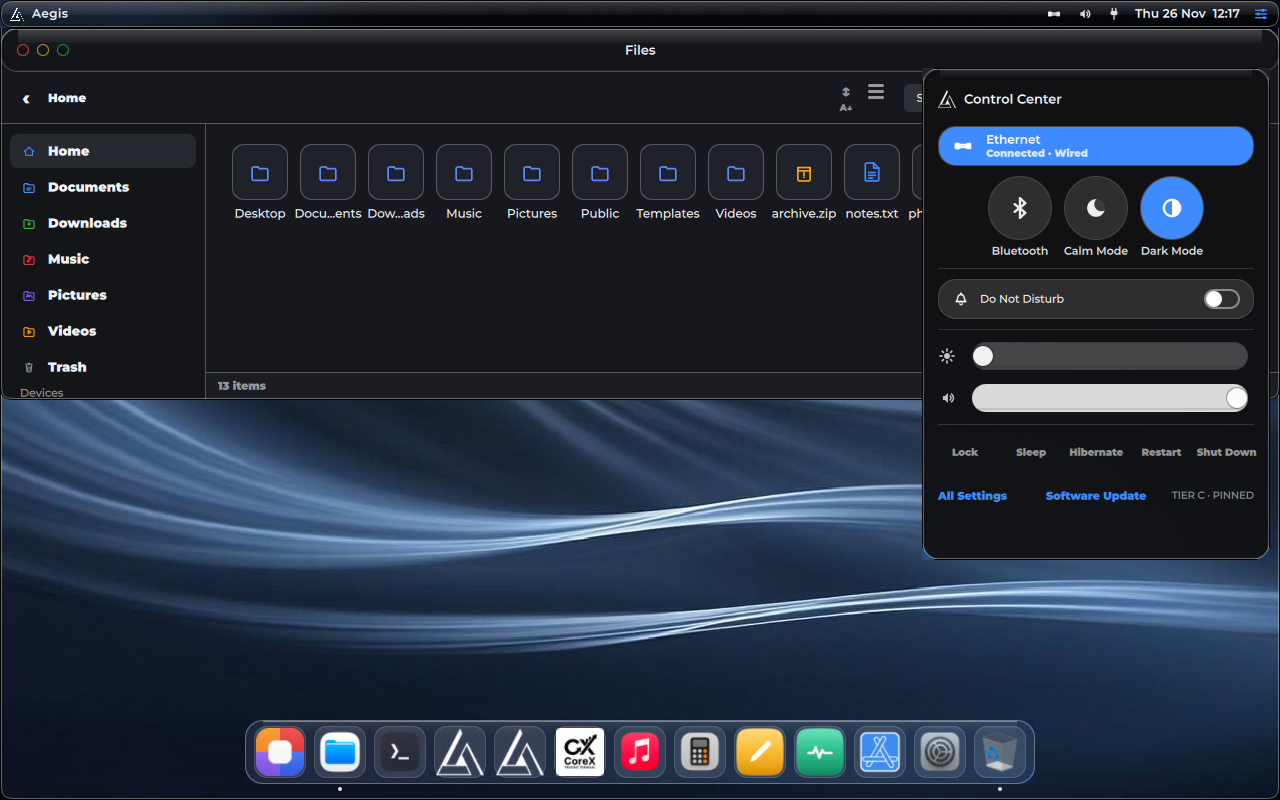 Aegis
Thu 26 Nov 12:17
Files
Home
A+
S
Control Center
Ethernet
Connected · Wired
Home
Documents
Downloads
Music
Pictures
Videos
Trash
Devices
Desktop
Docu...ents
Dow...ads
Music
Pictures
Public
Templates
Videos
archive.zip
notes.txt
ph
13 items
Bluetooth
Calm Mode
Dark Mode
Do Not Disturb
Lock
Sleep
Hibernate
Restart
Shut Down
All Settings
Software Update
TIER C · PINNED
CX
CoreX